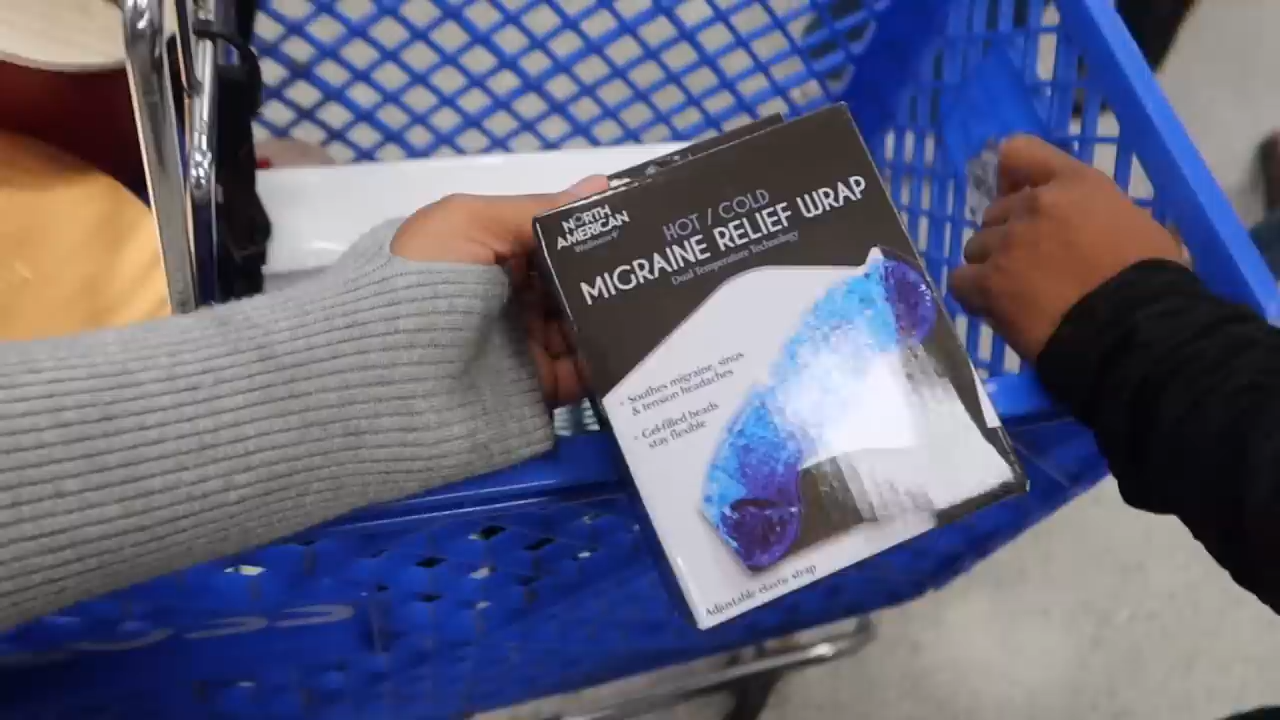 NORTH
AMERICAN
Wellness
HOT / COLD
MIGRAINE RELIEF WRAP
Dual Temperature Technology
• Soothes migraine, sinus
& tension headaches
• Gel-filled beads
stay flexible
Adjustable elastic strap